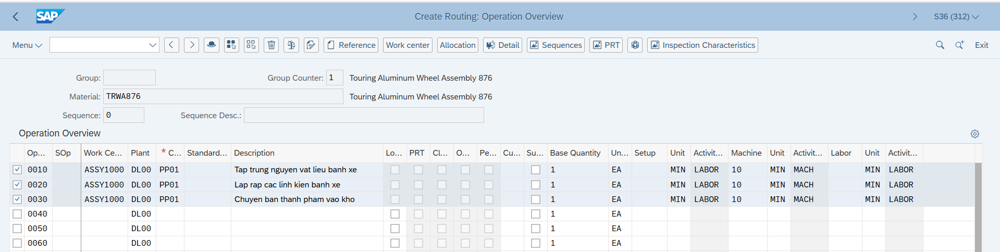 SAP Create Routing: Operation Overview S36 (312)
Menu Reference Work center Allocation Detail Sequences PRT Inspection Characteristics Exit
Group: Group Counter: 1 Touring Aluminum Wheel Assembly 876
Material: TRWA876 Touring Aluminum Wheel Assembly 876
Sequence: 0 Sequence Desc.:
Operation Overview
Op... SOp Work Ce... Plant * C... Standard... Description Lo... PRT Cl... O... Pe... Cu... Su... Base Quantity Un... Setup Unit Activit... Machine Unit Activit... Labor Unit Activit...
0010 ASSY1000 DL00 PP01 Tap trung nguyen vat lieu banh xe 1 EA MIN LABOR 10 MIN MACH MIN LABOR
0020 ASSY1000 DL00 PP01 Lap rap cac linh kien banh xe 1 EA MIN LABOR 10 MIN MACH MIN LABOR
0030 ASSY1000 DL00 PP01 Chuyen ban thanh pham vao kho 1 EA MIN LABOR 10 MIN MACH MIN LABOR
0040 DL00 1 EA
0050 DL00 1 EA
0060 DL00 1 EA